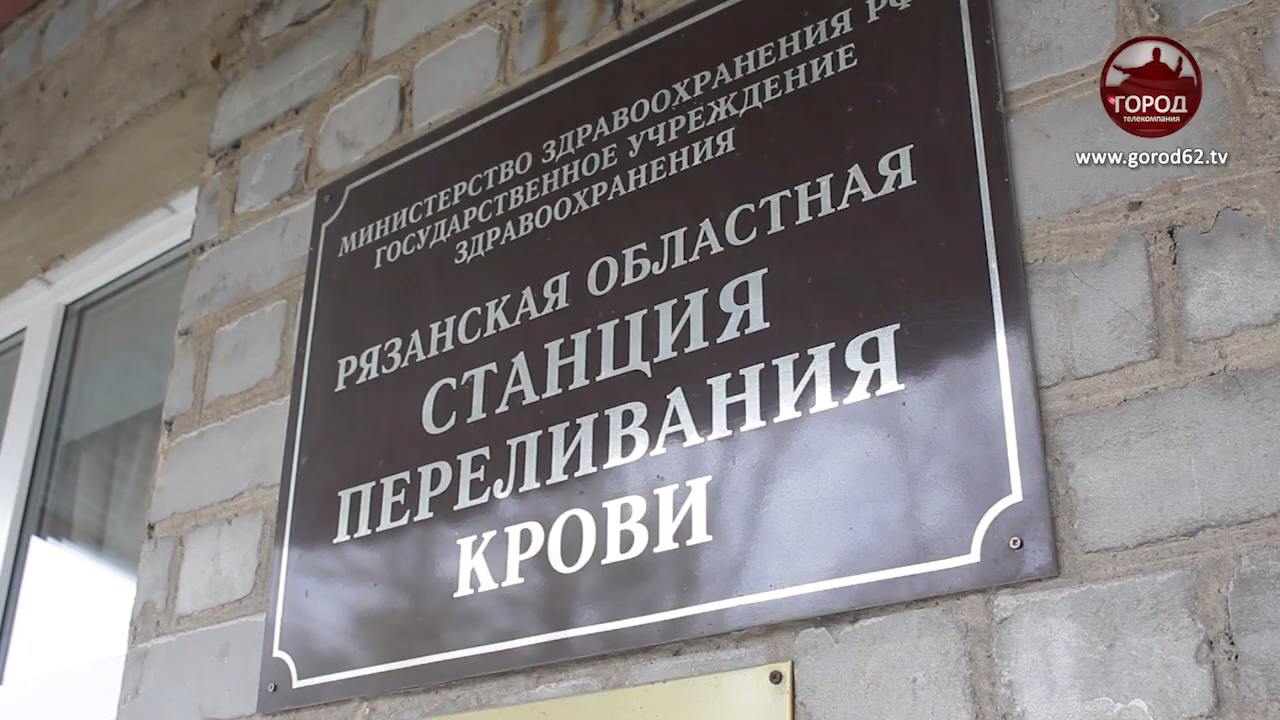 МИНИСТЕРСТВО ЗДРАВООХРАНЕНИЯ РФ
ГОСУДАРСТВЕННОЕ УЧРЕЖДЕНИЕ
ЗДРАВООХРАНЕНИЯ
РЯЗАНСКАЯ ОБЛАСТНАЯ
СТАНЦИЯ
ПЕРЕЛИВАНИЯ
КРОВИ
ГОРОД
телекомпания
www.gorod62.tv